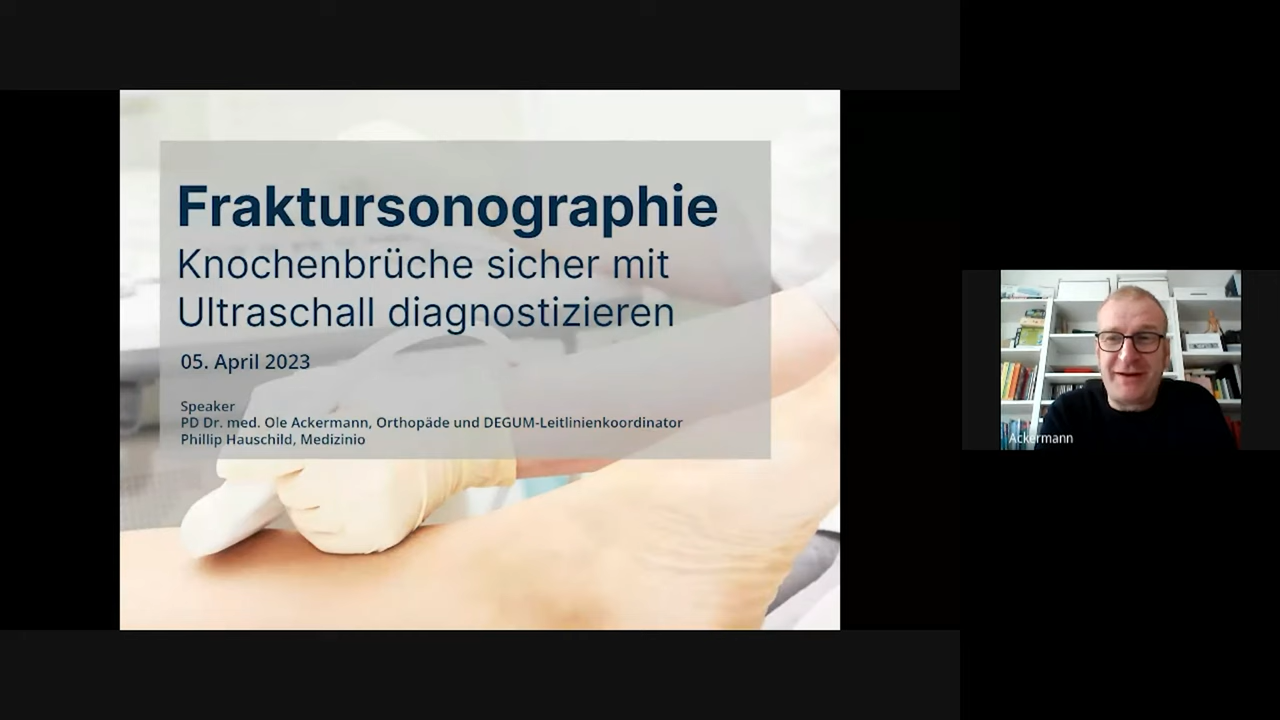 Fraktursonographie
Knochenbrüche sicher mit
Ultraschall diagnostizieren
05. April 2023
Speaker
PD Dr. med. Ole Ackermann, Orthopäde und DEGUM-Leitlinienkoordinator
Phillip Hauschild, Medizinio
Ackermann